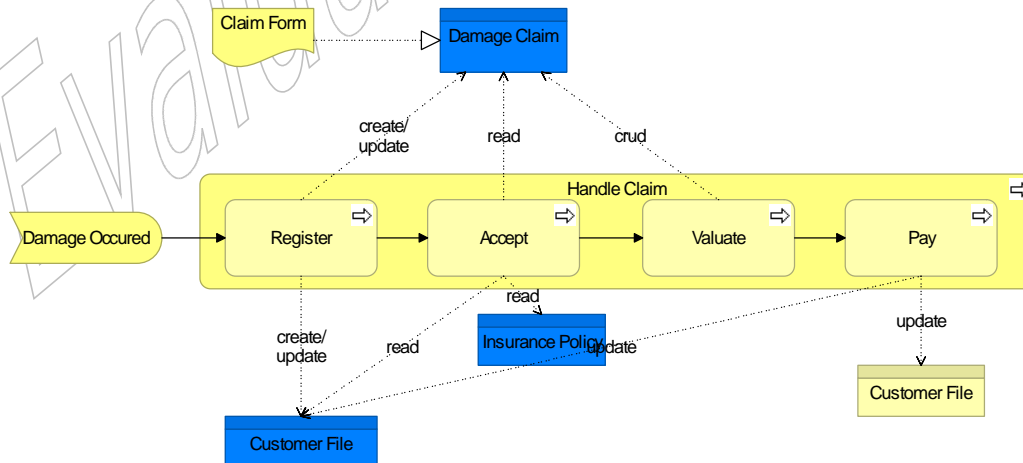 Claim Form
Damage Claim
create/
update
read
crud
Handle Claim
Damage Occured
Register
Accept
Valuate
Pay
read
create/
update
read
Insurance Policy
update
update
Customer File
Customer File